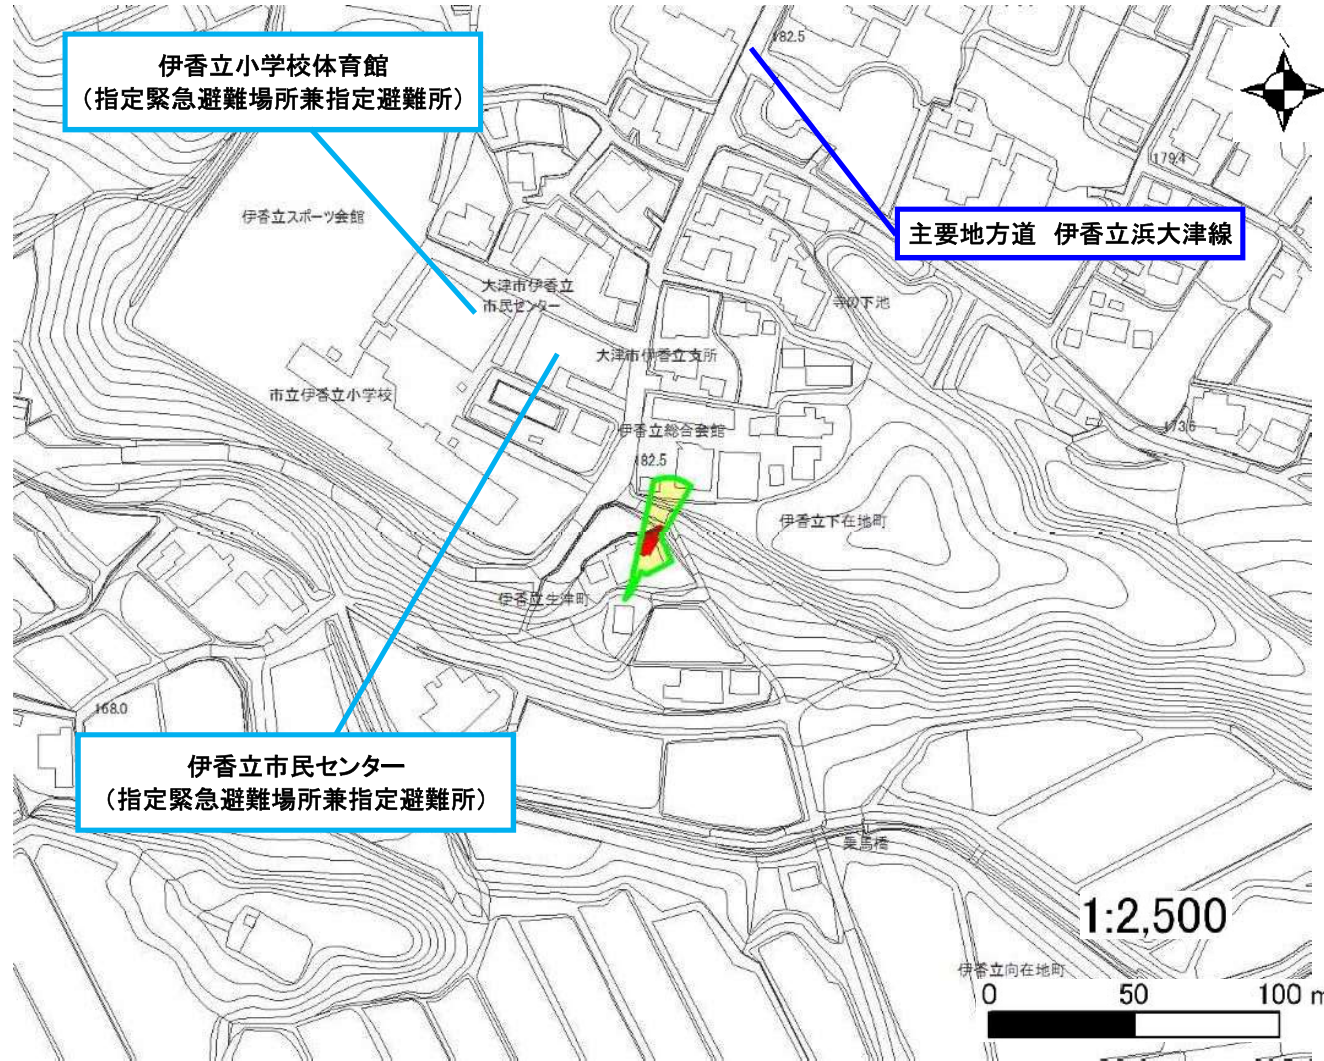 182.5
伊香立小学校体育館
（指定緊急避難場所兼指定避難所）
179.4
伊香立スポーツ会館
主要地方道　伊香立浜大津線
大津市伊香立
市民センター
寺の下池
大津市伊香立支所
市立伊香立小学校
伊香立総合会館
173.6
182.5
伊香立下在地町
伊香立生津町
168.0
伊香立市民センター
（指定緊急避難場所兼指定避難所）
1:2,500
伊香立向在地町
0
50
100 m